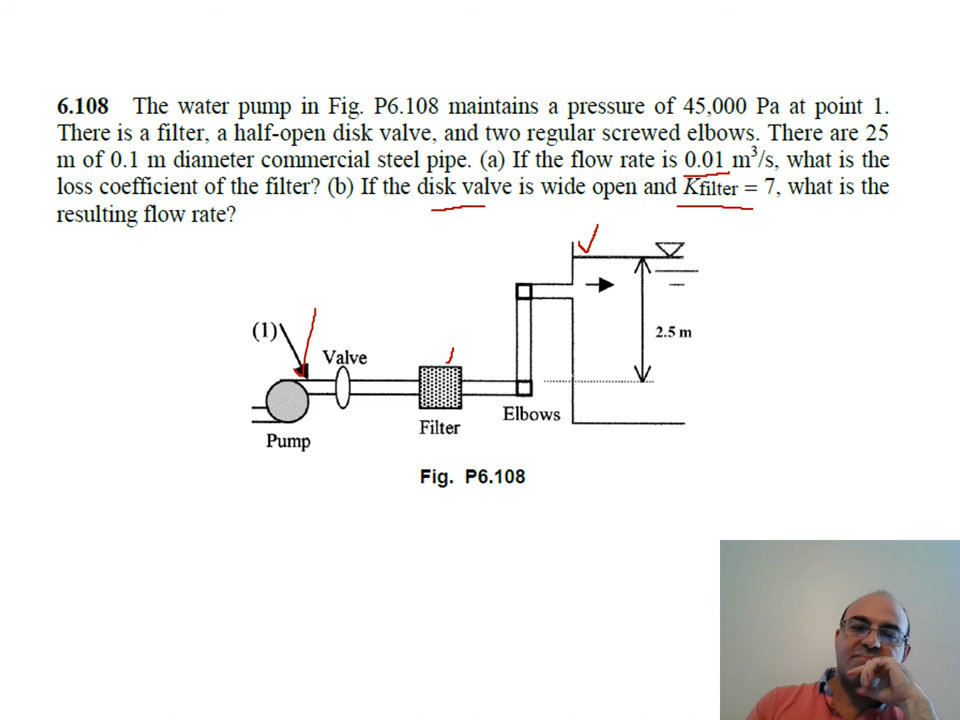 6.108 The water pump in Fig. P6.108 maintains a pressure of 45,000 Pa at point 1.
There is a filter, a half-open disk valve, and two regular screwed elbows. There are 25
m of 0.1 m diameter commercial steel pipe. (a) If the flow rate is 0.01 m³/s, what is the
loss coefficient of the filter? (b) If the disk valve is wide open and Kfilter = 7, what is the
resulting flow rate?
(1)
Valve
2.5 m
Elbows
Filter
Pump
Fig. P6.108